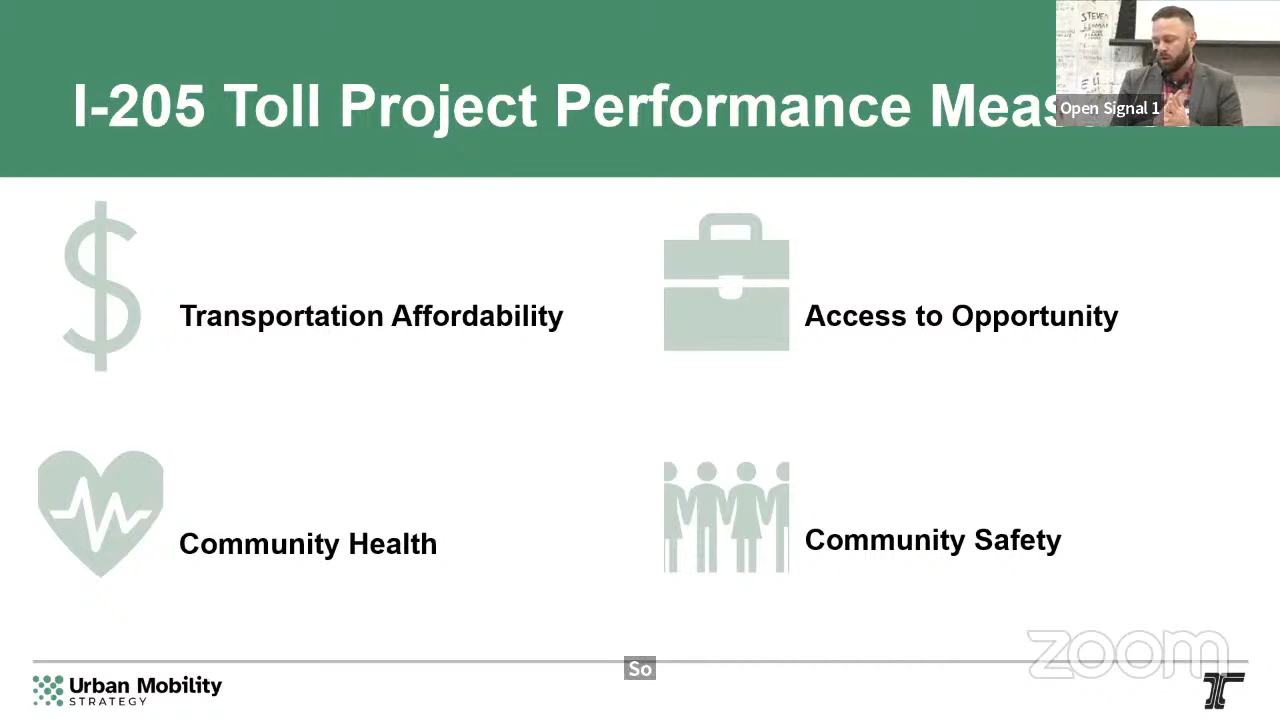 I-205 Toll Project Performance Meas
STEVEN
Open Signal 1
Transportation Affordability
Access to Opportunity
Community Health
Community Safety
zoom
So
Urban Mobility
STRATEGY